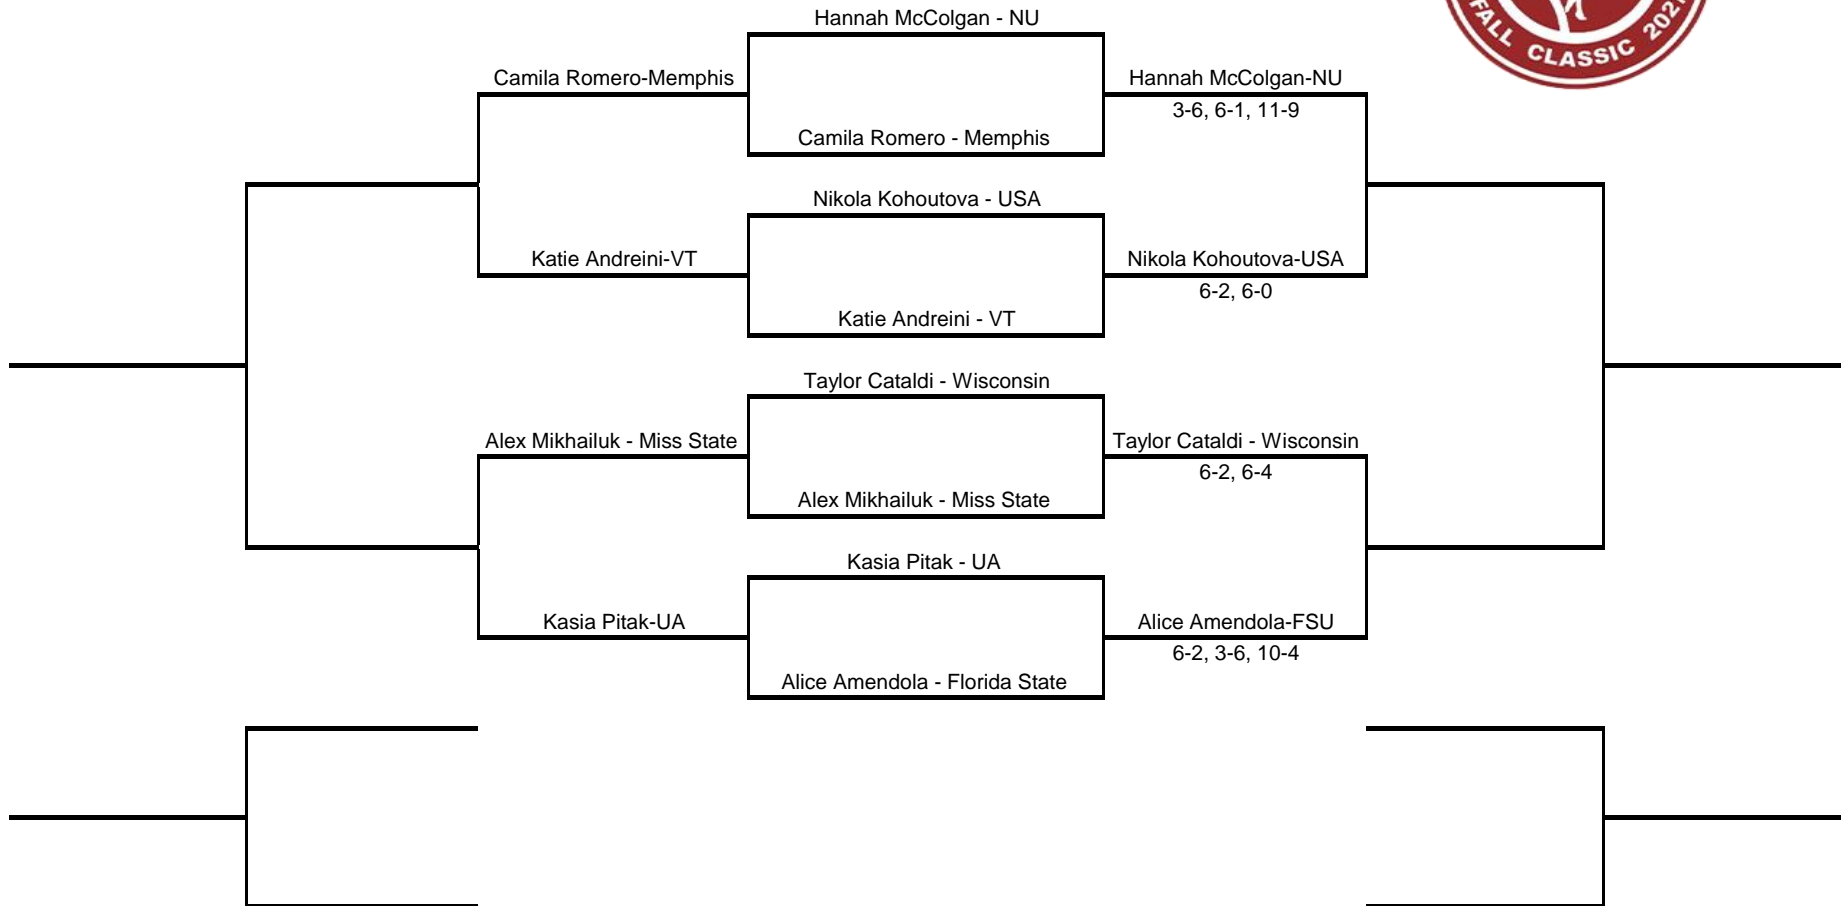 Hannah McColgan - NU
FALL CLASSIC 2021
Camila Romero-Memphis
Hannah McColgan-NU
3-6, 6-1, 11-9
Camila Romero - Memphis
Nikola Kohoutova - USA
Katie Andreini-VT
Nikola Kohoutova-USA
6-2, 6-0
Katie Andreini - VT
Taylor Cataldi - Wisconsin
Alex Mikhailuk - Miss State
Taylor Cataldi - Wisconsin
6-2, 6-4
Alex Mikhailuk - Miss State
Kasia Pitak - UA
Kasia Pitak-UA
Alice Amendola-FSU
6-2, 3-6, 10-4
Alice Amendola - Florida State